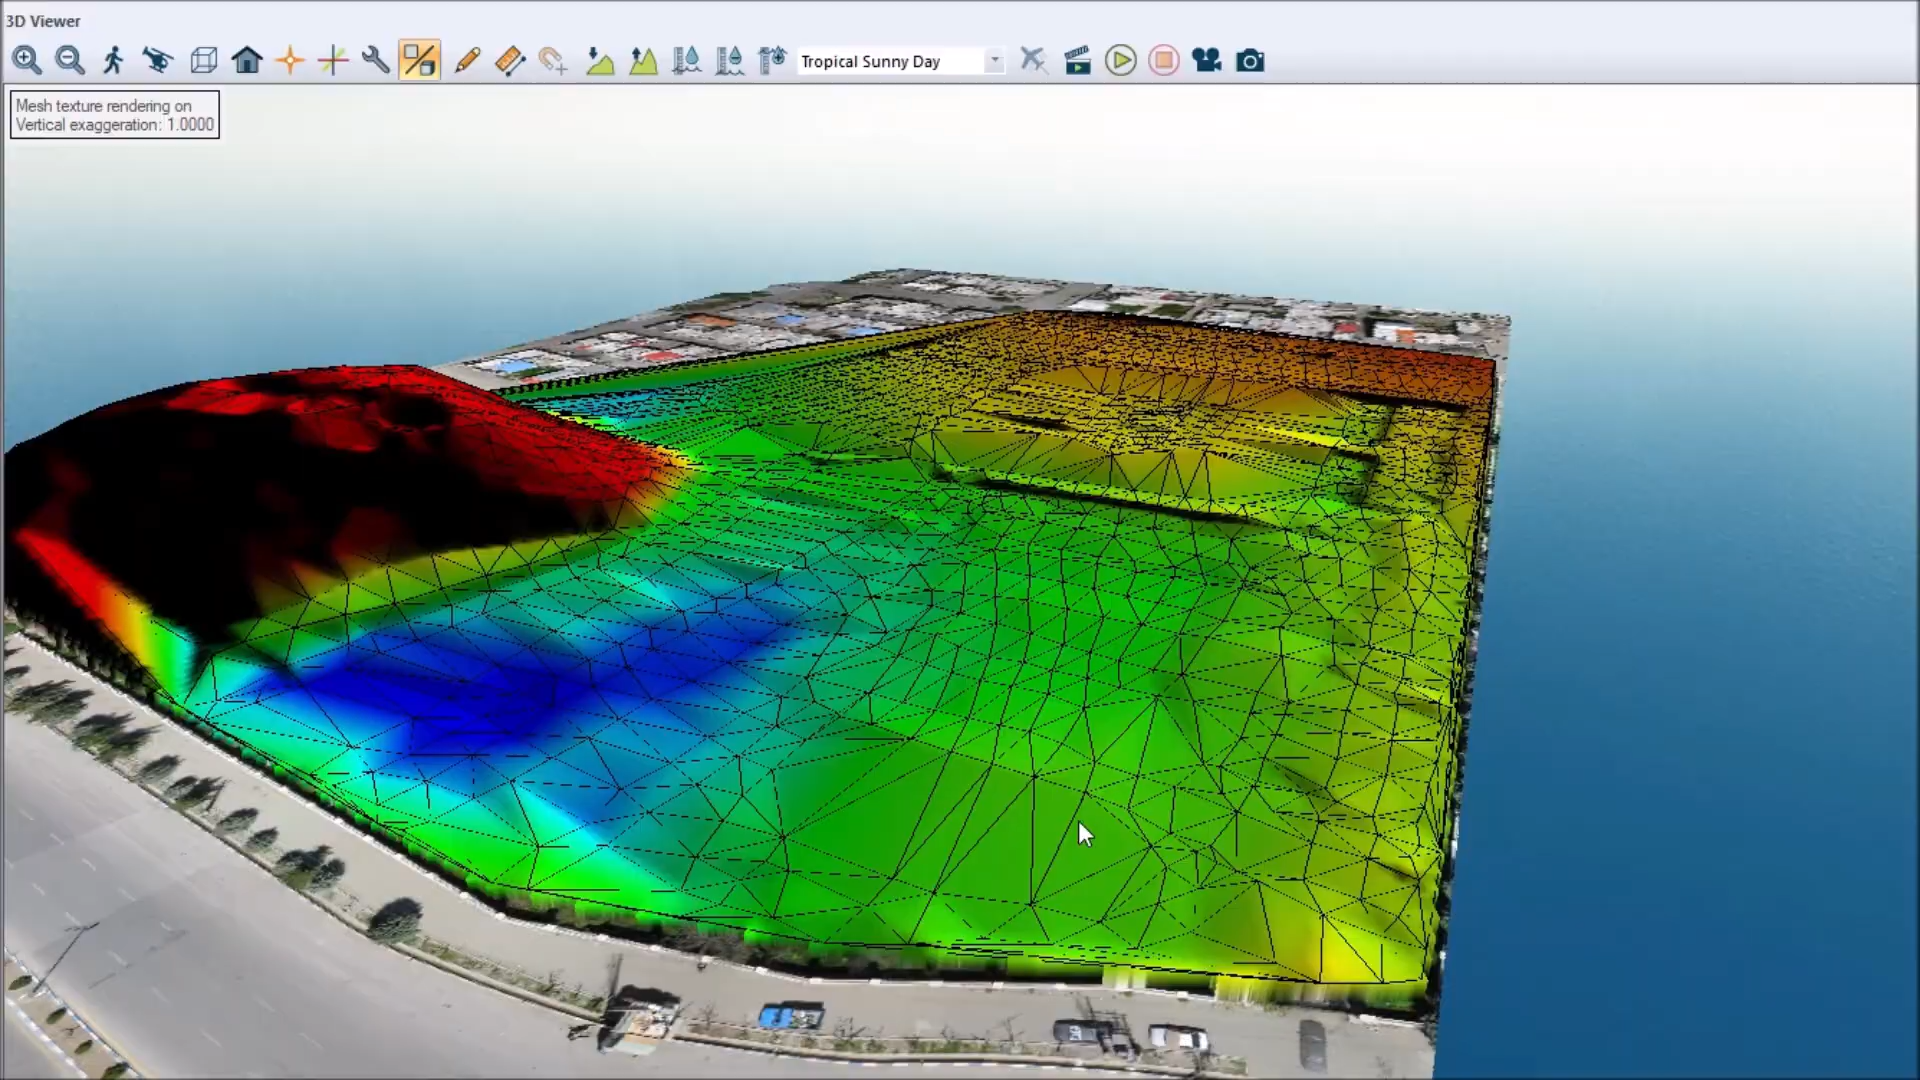 3D Viewer
Tropical Sunny Day
Mesh texture rendering on
Vertical exaggeration: 1.0000